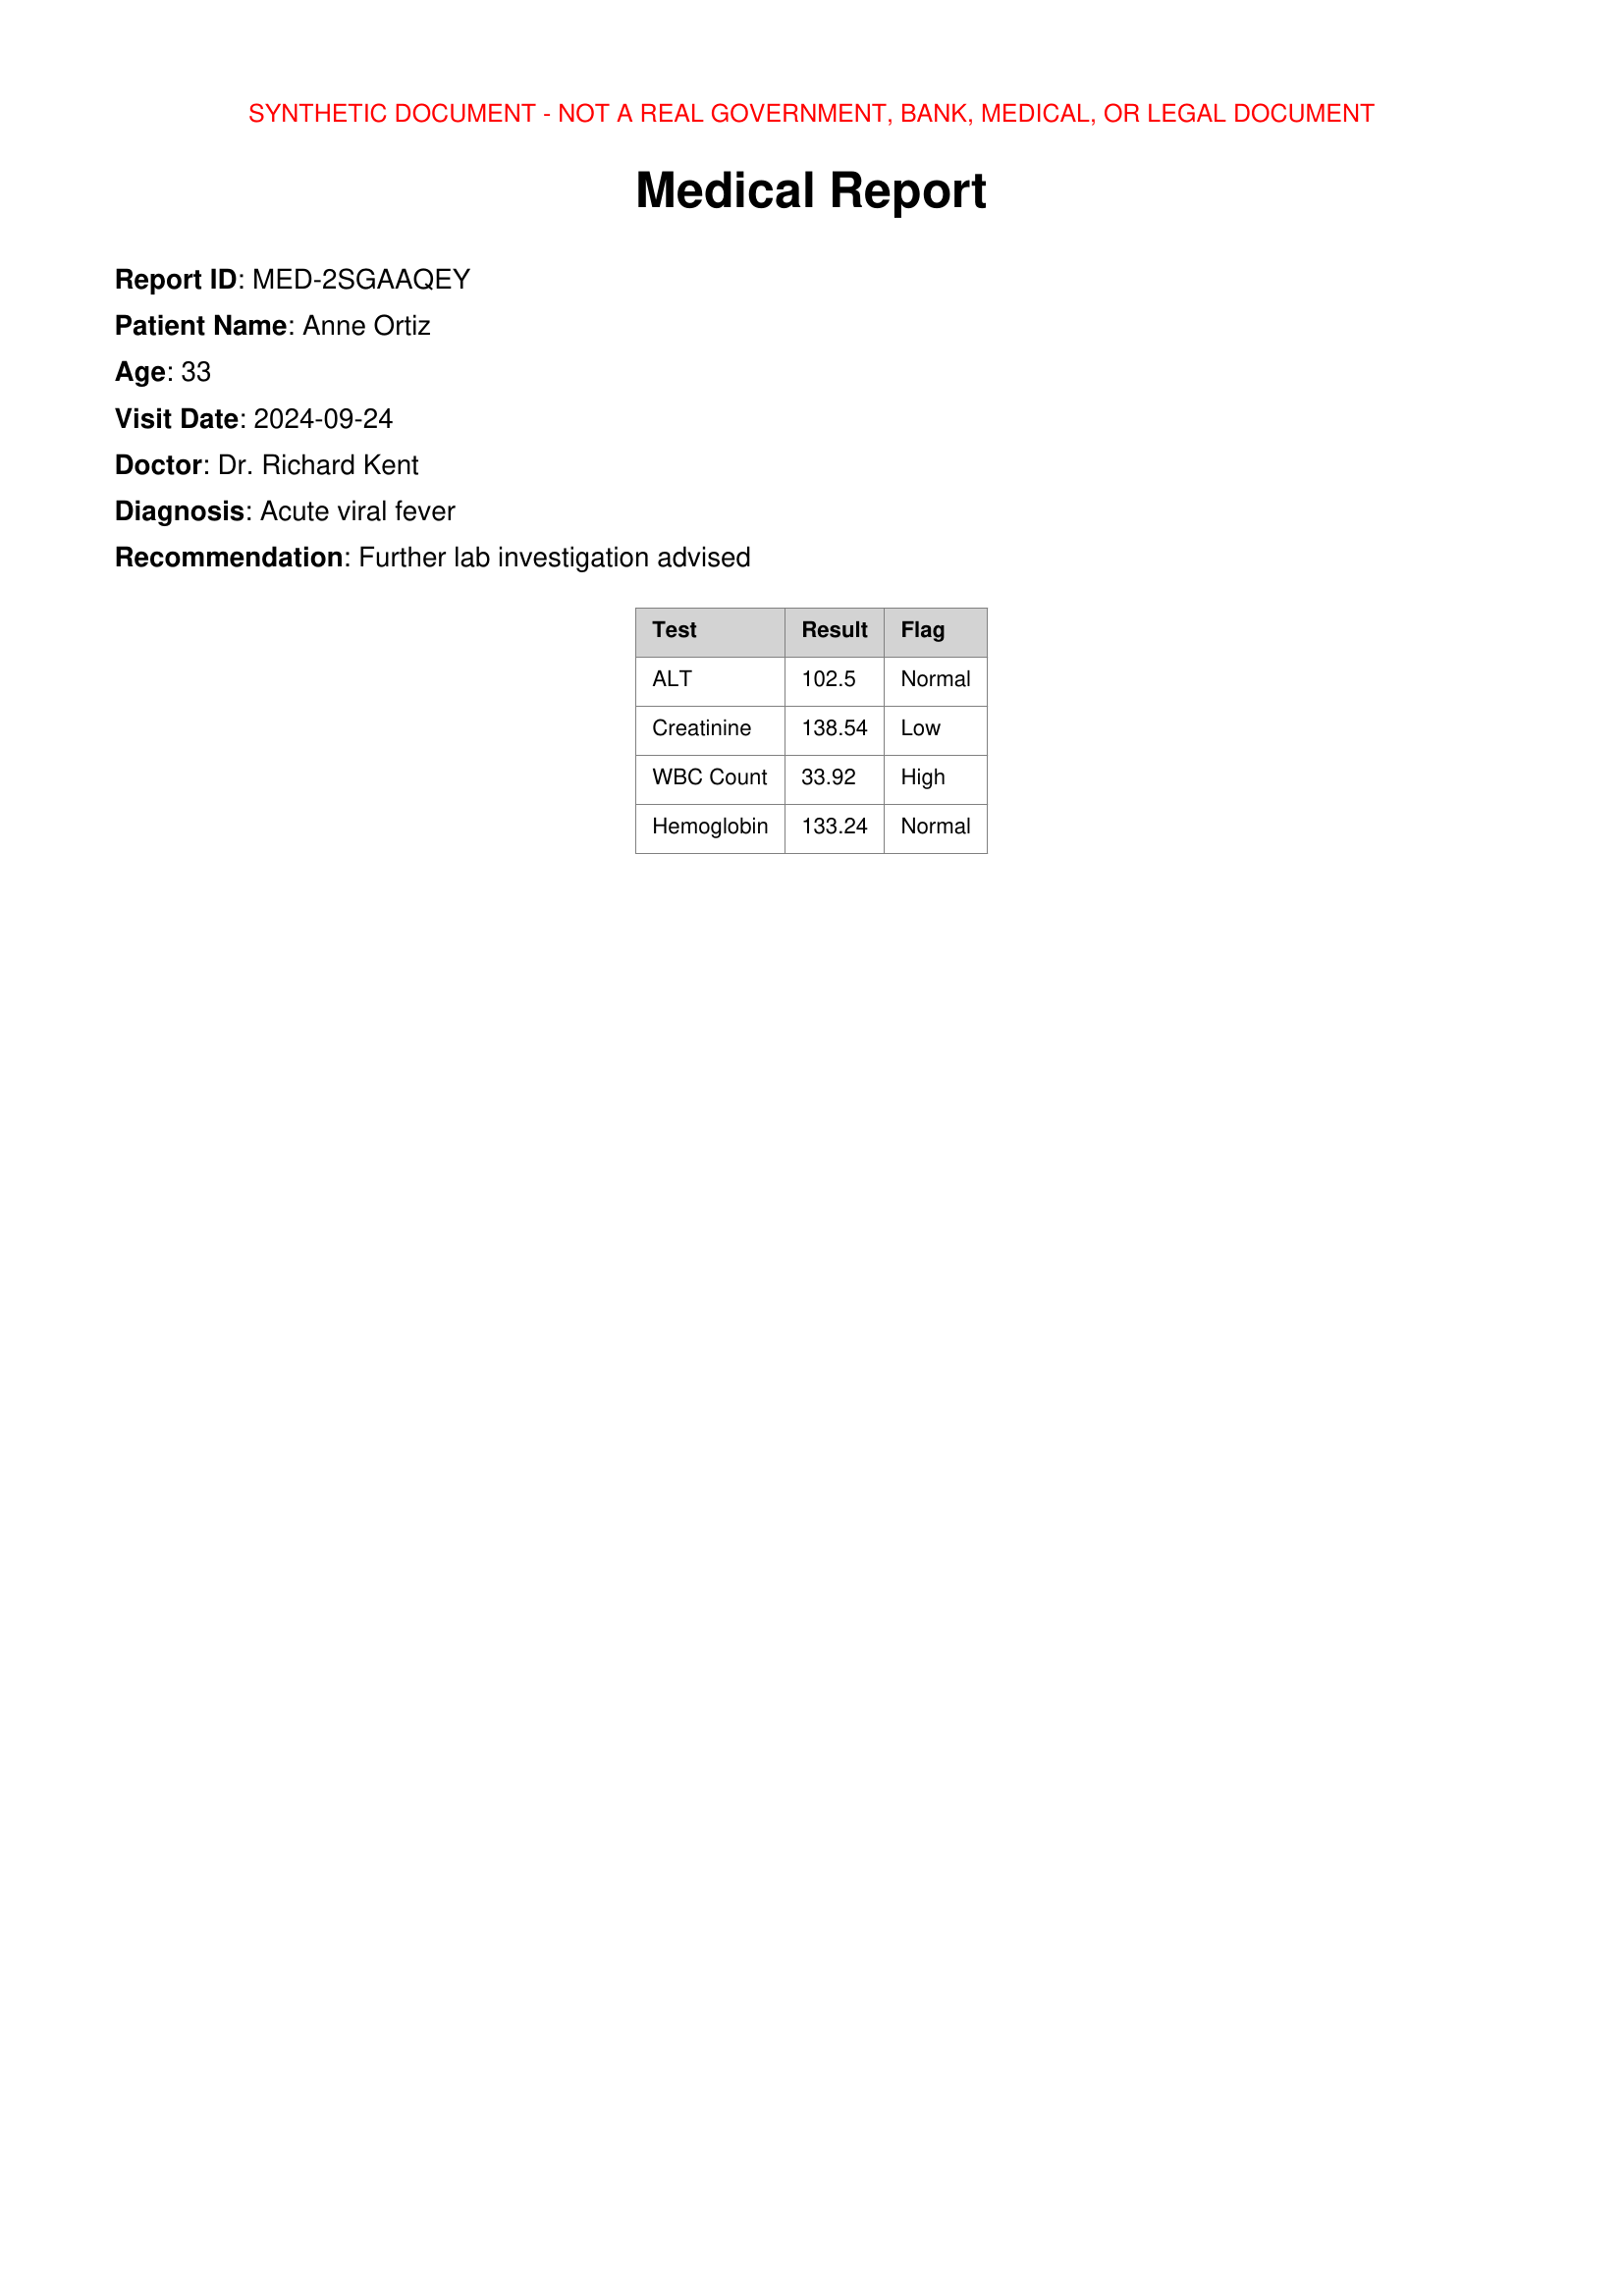 SYNTHETIC DOCUMENT - NOT A REAL GOVERNMENT, BANK, MEDICAL, OR LEGAL DOCUMENT
Medical Report
Report ID: MED-2SGAAQEY
Patient Name: Anne Ortiz
Age: 33
Visit Date: 2024-09-24
Doctor: Dr. Richard Kent
Diagnosis: Acute viral fever
Recommendation: Further lab investigation advised
Test Result Flag
ALT 102.5 Normal
Creatinine 138.54 Low
WBC Count 33.92 High
Hemoglobin 133.24 Normal